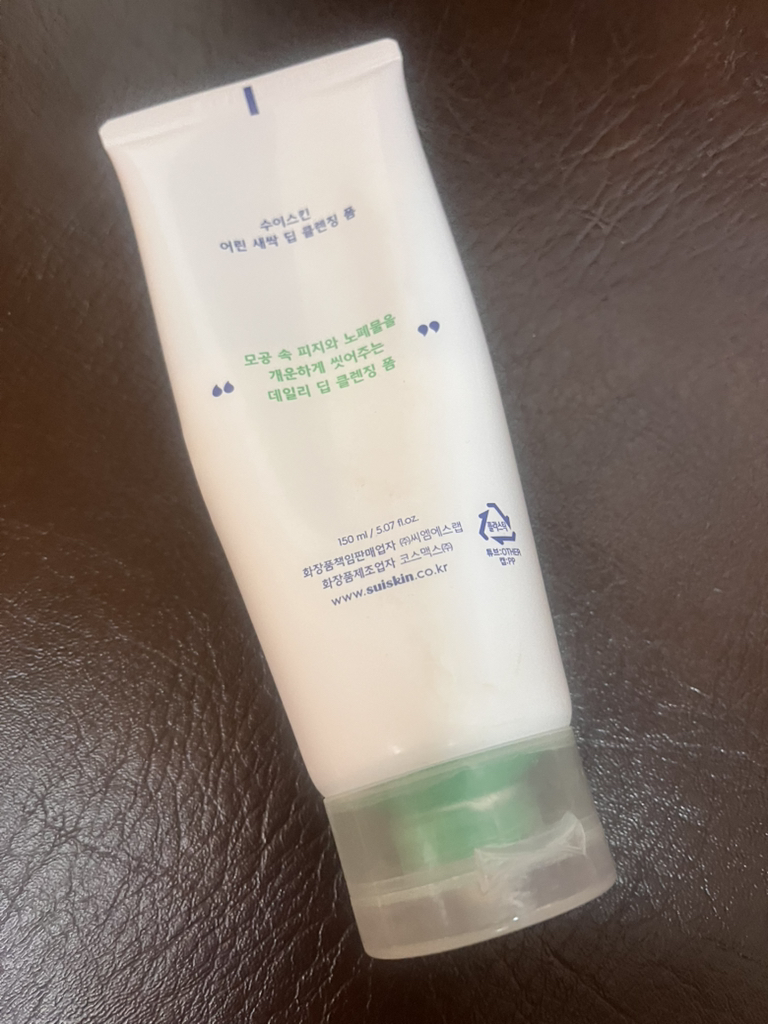 수이스킨
어린 새싹 딥 클렌징 폼
“ 모공 속 피지와 노폐물을
개운하게 씻어주는
데일리 딥 클렌징 폼 ”
150 ml / 5.07 fl.oz.
화장품책임판매업자 ㈜씨엠에스랩
화장품제조업자 코스맥스㈜
www.suiskin.co.kr
플라스틱
튜브:OTHER
캡:PP